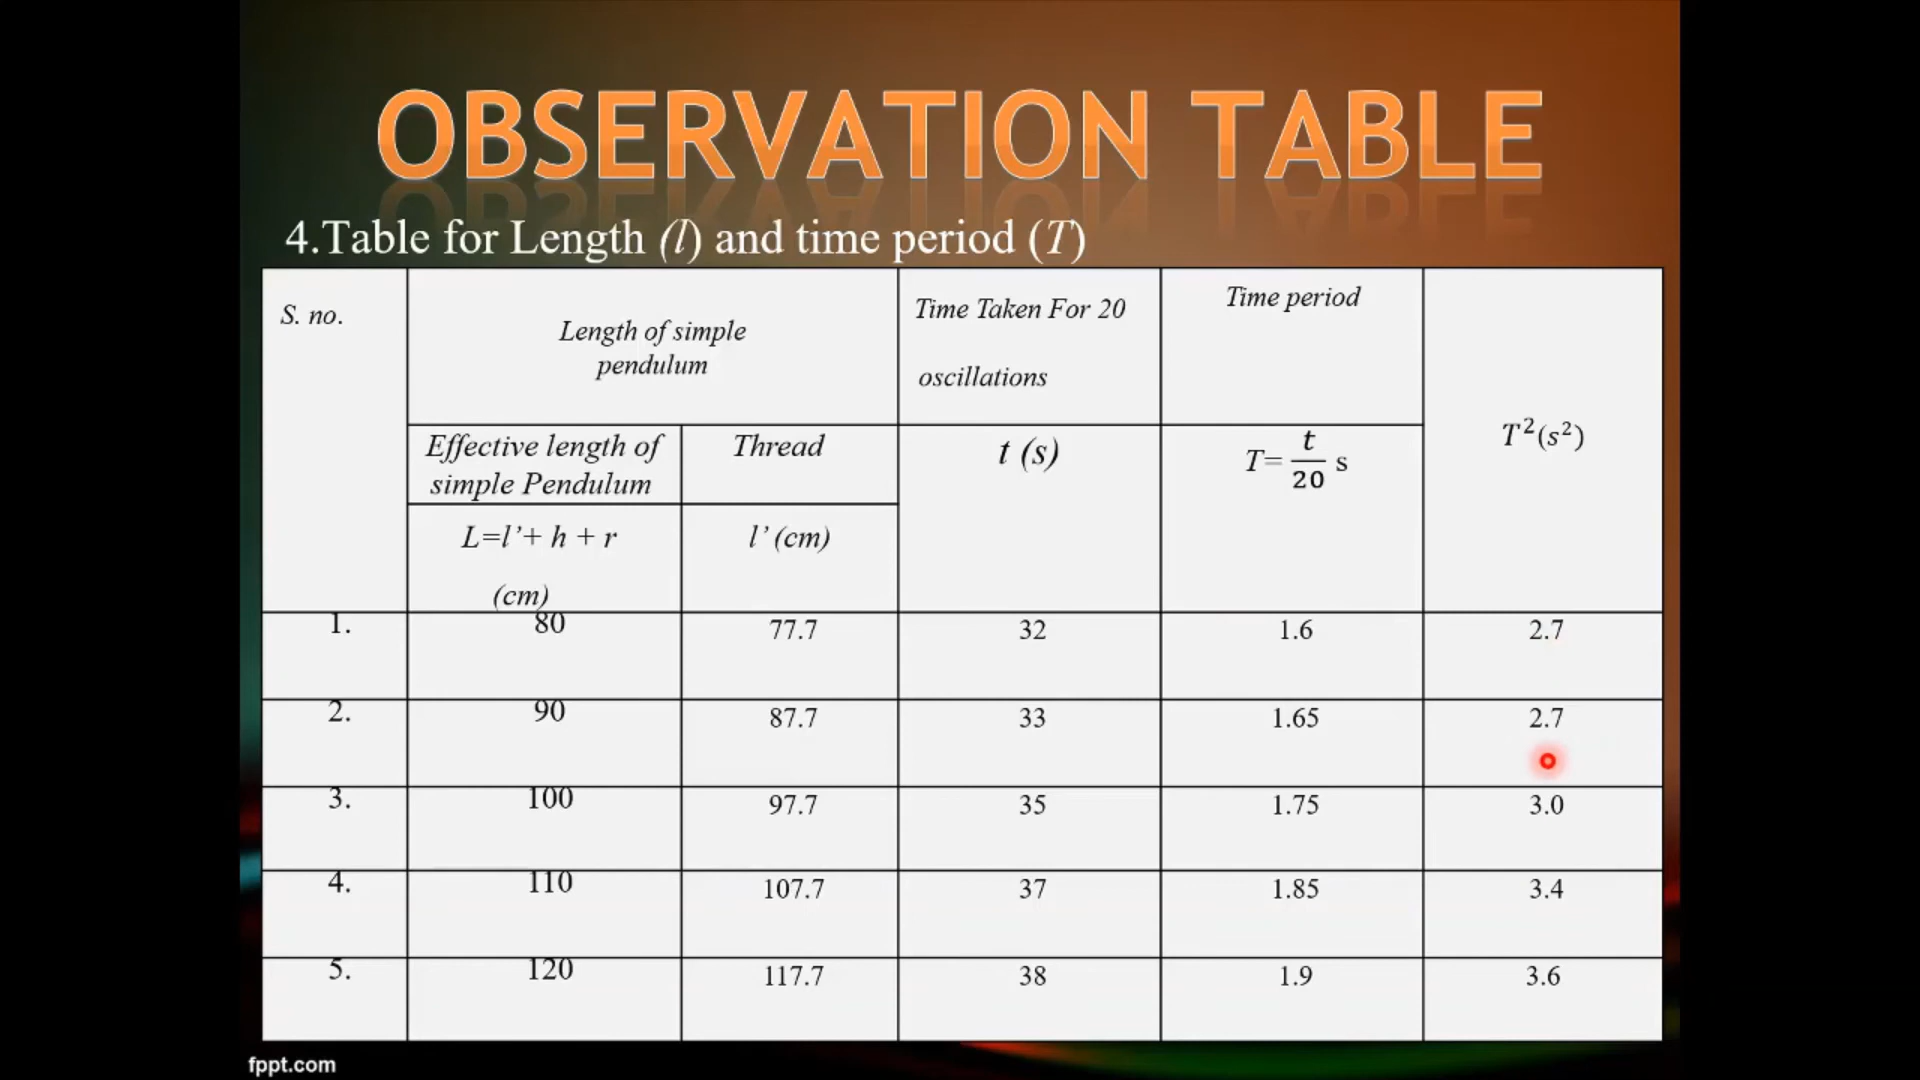 OBSERVATION TABLE
4.Table for Length (l) and time period (T)
S. no.
Length of simple
pendulum
Time Taken For 20
oscillations
Time period
T²(s²)
Effective length of
simple Pendulum
Thread
t (s)
T= t/20 s
L=l’+ h + r
(cm)
l’ (cm)
1. 80 77.7 32 1.6 2.7
2. 90 87.7 33 1.65 2.7
3. 100 97.7 35 1.75 3.0
4. 110 107.7 37 1.85 3.4
5. 120 117.7 38 1.9 3.6
fppt.com